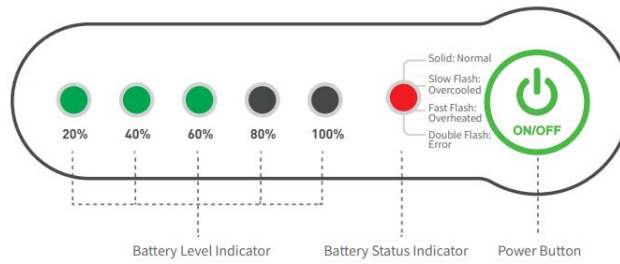 Solid: Normal
Slow Flash:
Overcooled
Fast Flash:
Overheated
Double Flash:
Error
ON/OFF
20% 40% 60% 80% 100%
Battery Level Indicator Battery Status Indicator Power Button